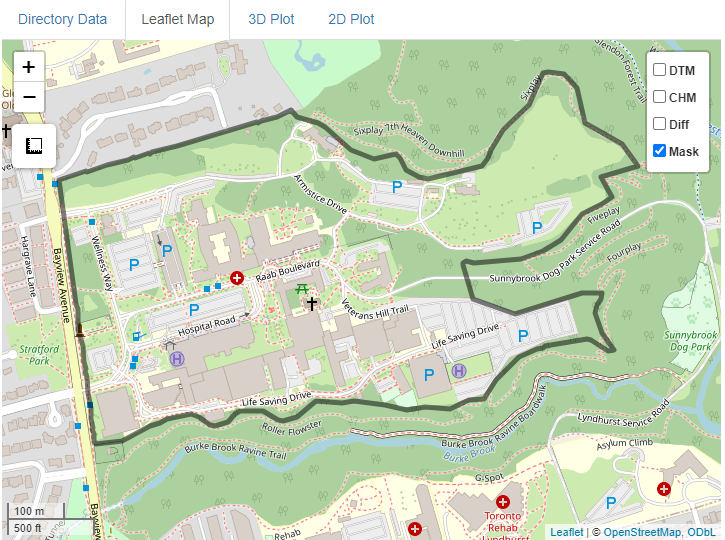 Directory Data
Leaflet Map
3D Plot
2D Plot
+
−
DTM
CHM
Diff
Mask
Glendon Forest Trail
Sixplay
Sixplay 7th Heaven Downhill
Armistice Drive
P
P
Fiveplay
Sunnybrook Dog Park Service Road
Fourplay
Hargrave Lane
Bayview Avenue
Wellness Way
P
P
Raab Boulevard
P
Hospital Road
Veterans Hill Trail
Life Saving Drive
P
Sunnybrook
Dog Park
Stratford
Park
H
P
H
Life Saving Drive
Roller Flowster
Burke Brook Ravine Boardwalk
Lyndhurst Service Road
Burke Brook Ravine Trail
Burke Brook
Asylum Climb
G-Spot
P
Toronto
Rehab
Lyndhurst
Rehab
Bayview
100 m
500 ft
Leaflet | © OpenStreetMap, ODbL